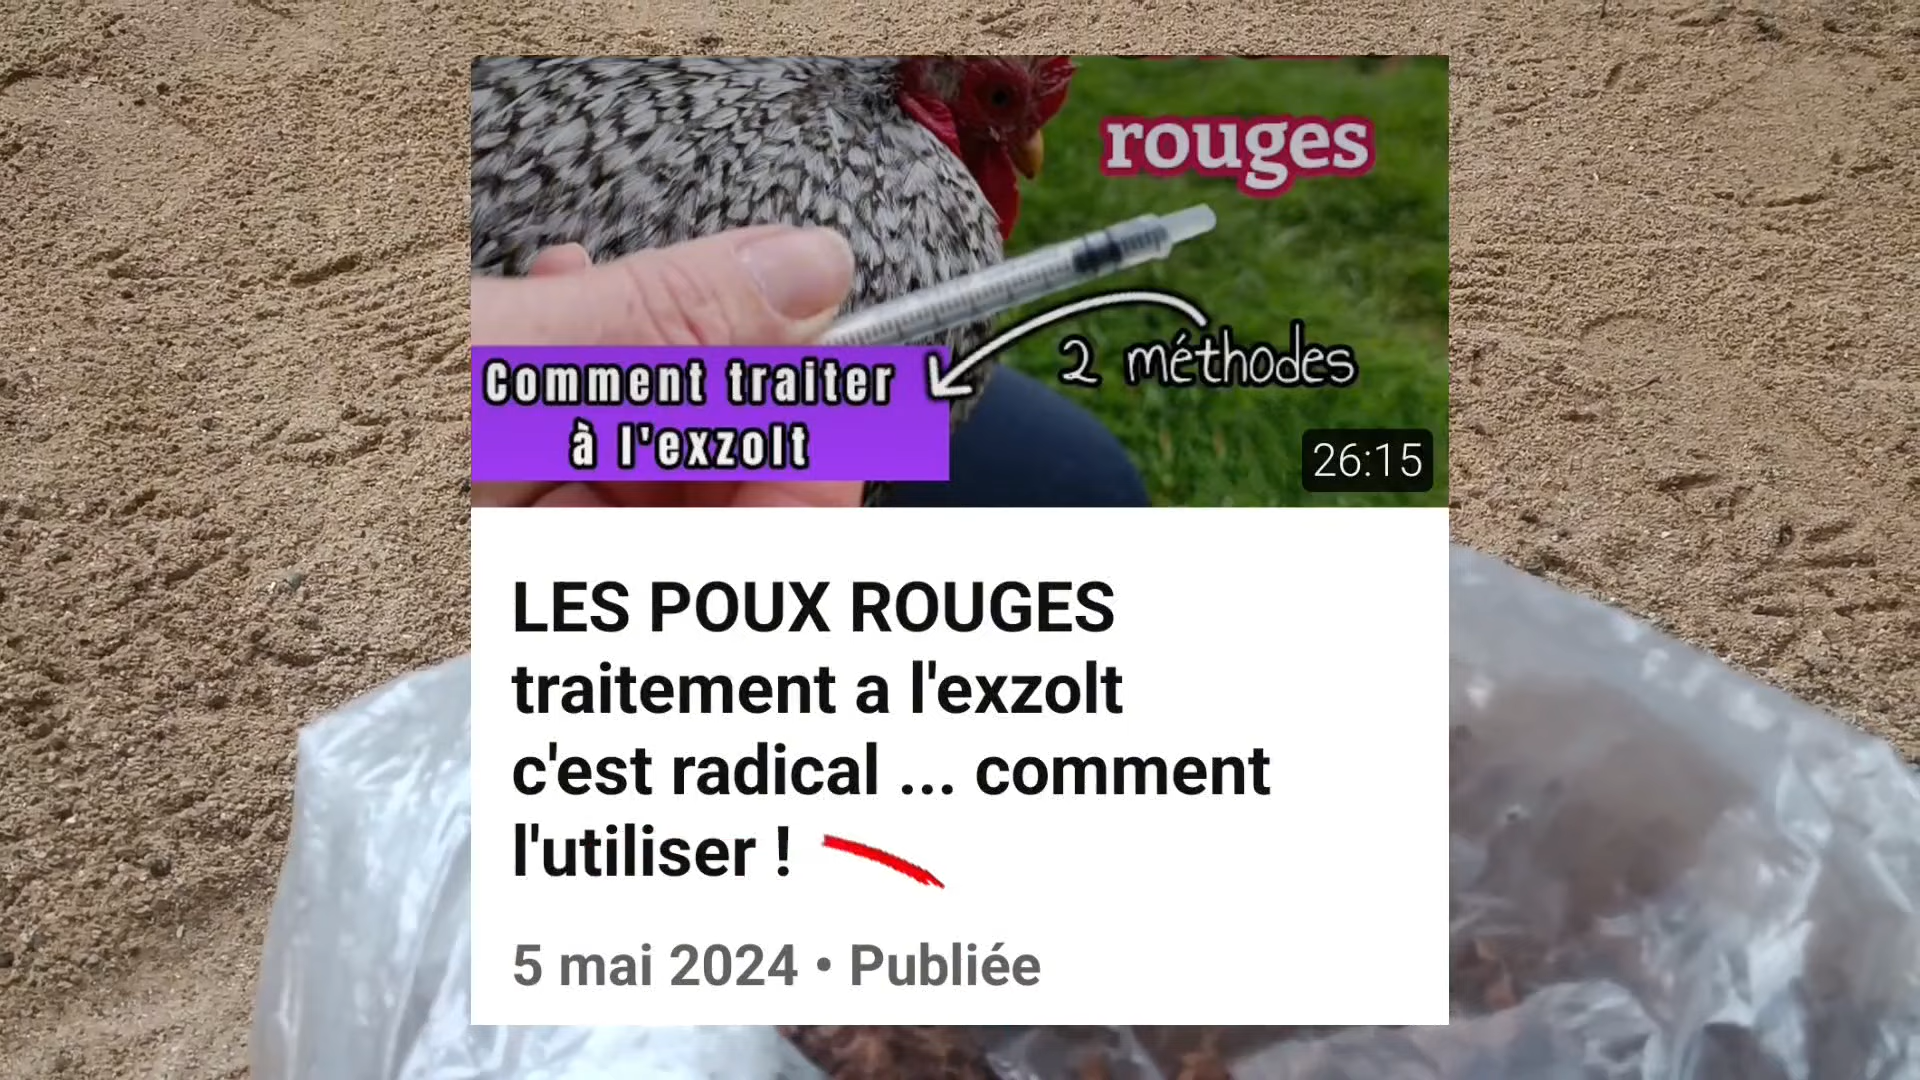 rouges
2 méthodes
Comment traiter
à l'exzolt
26:15
LES POUX ROUGES
traitement a l'exzolt
c'est radical ... comment
l'utiliser !
5 mai 2024 • Publiée